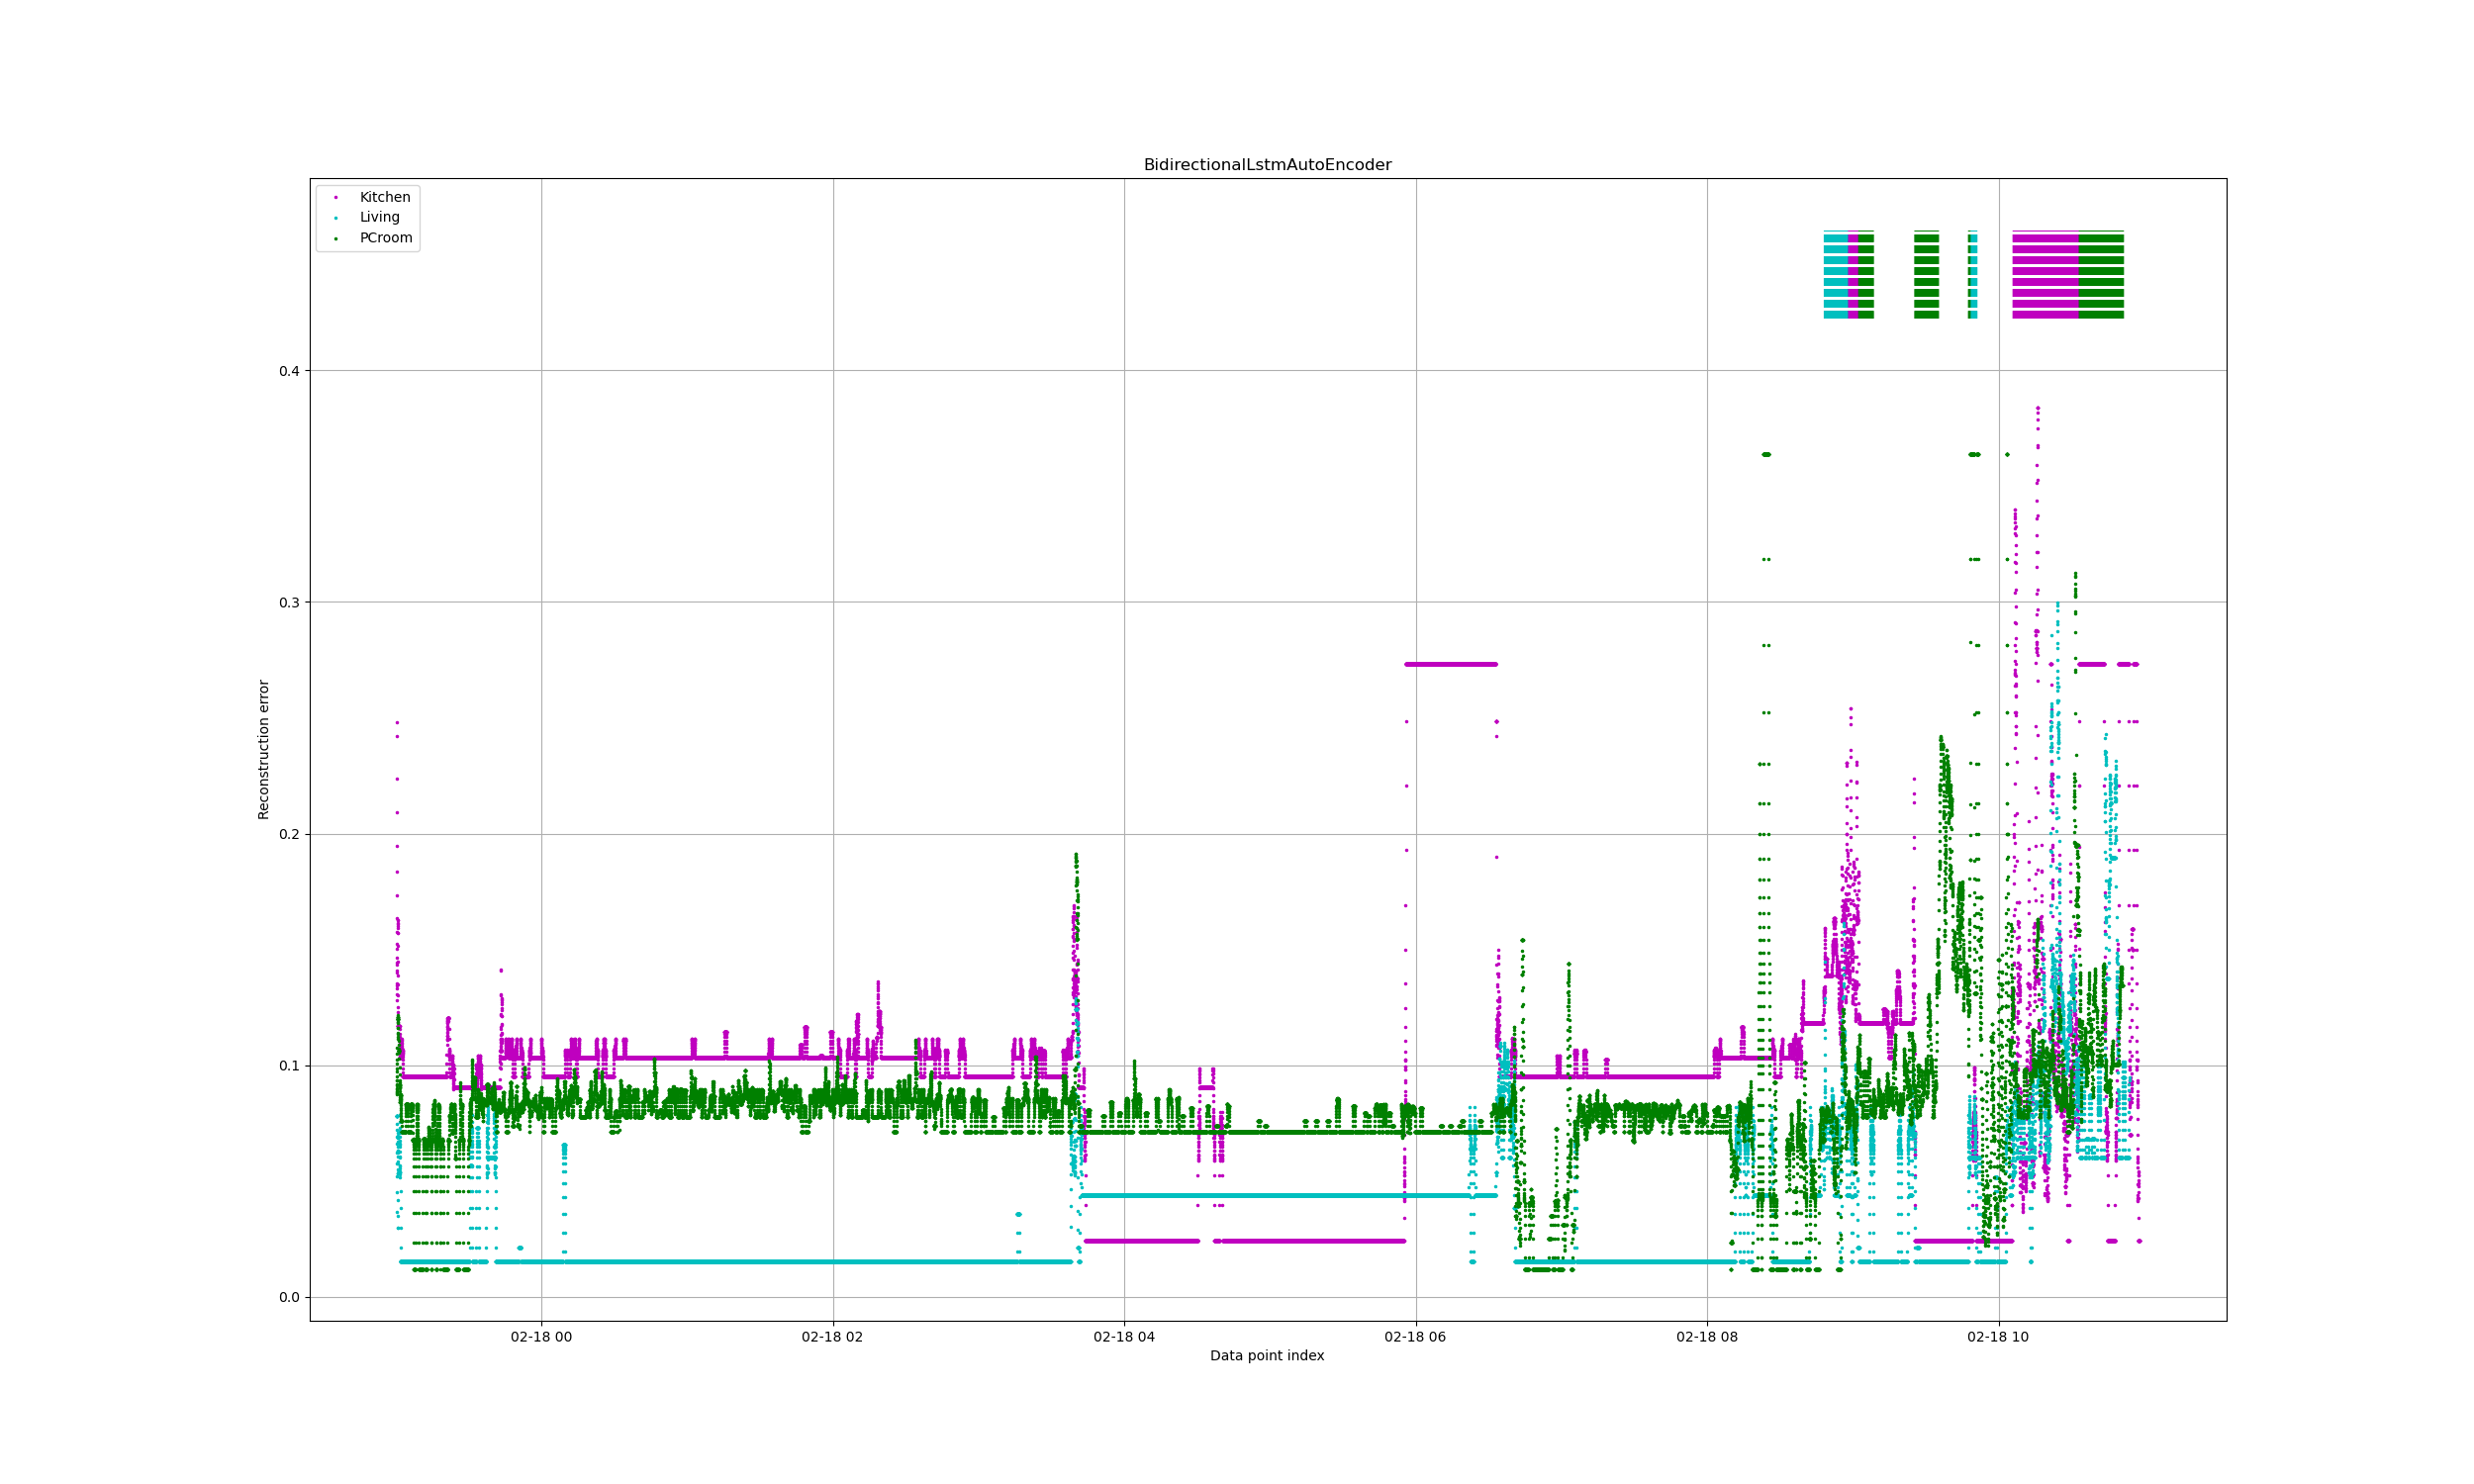 BidirectionalLstmAutoEncoder
Kitchen
Living
PCroom
0.4
0.3
0.2
0.1
0.0
Reconstruction error
02-18 00 02-18 02 02-18 04 02-18 06 02-18 08 02-18 10
Data point index